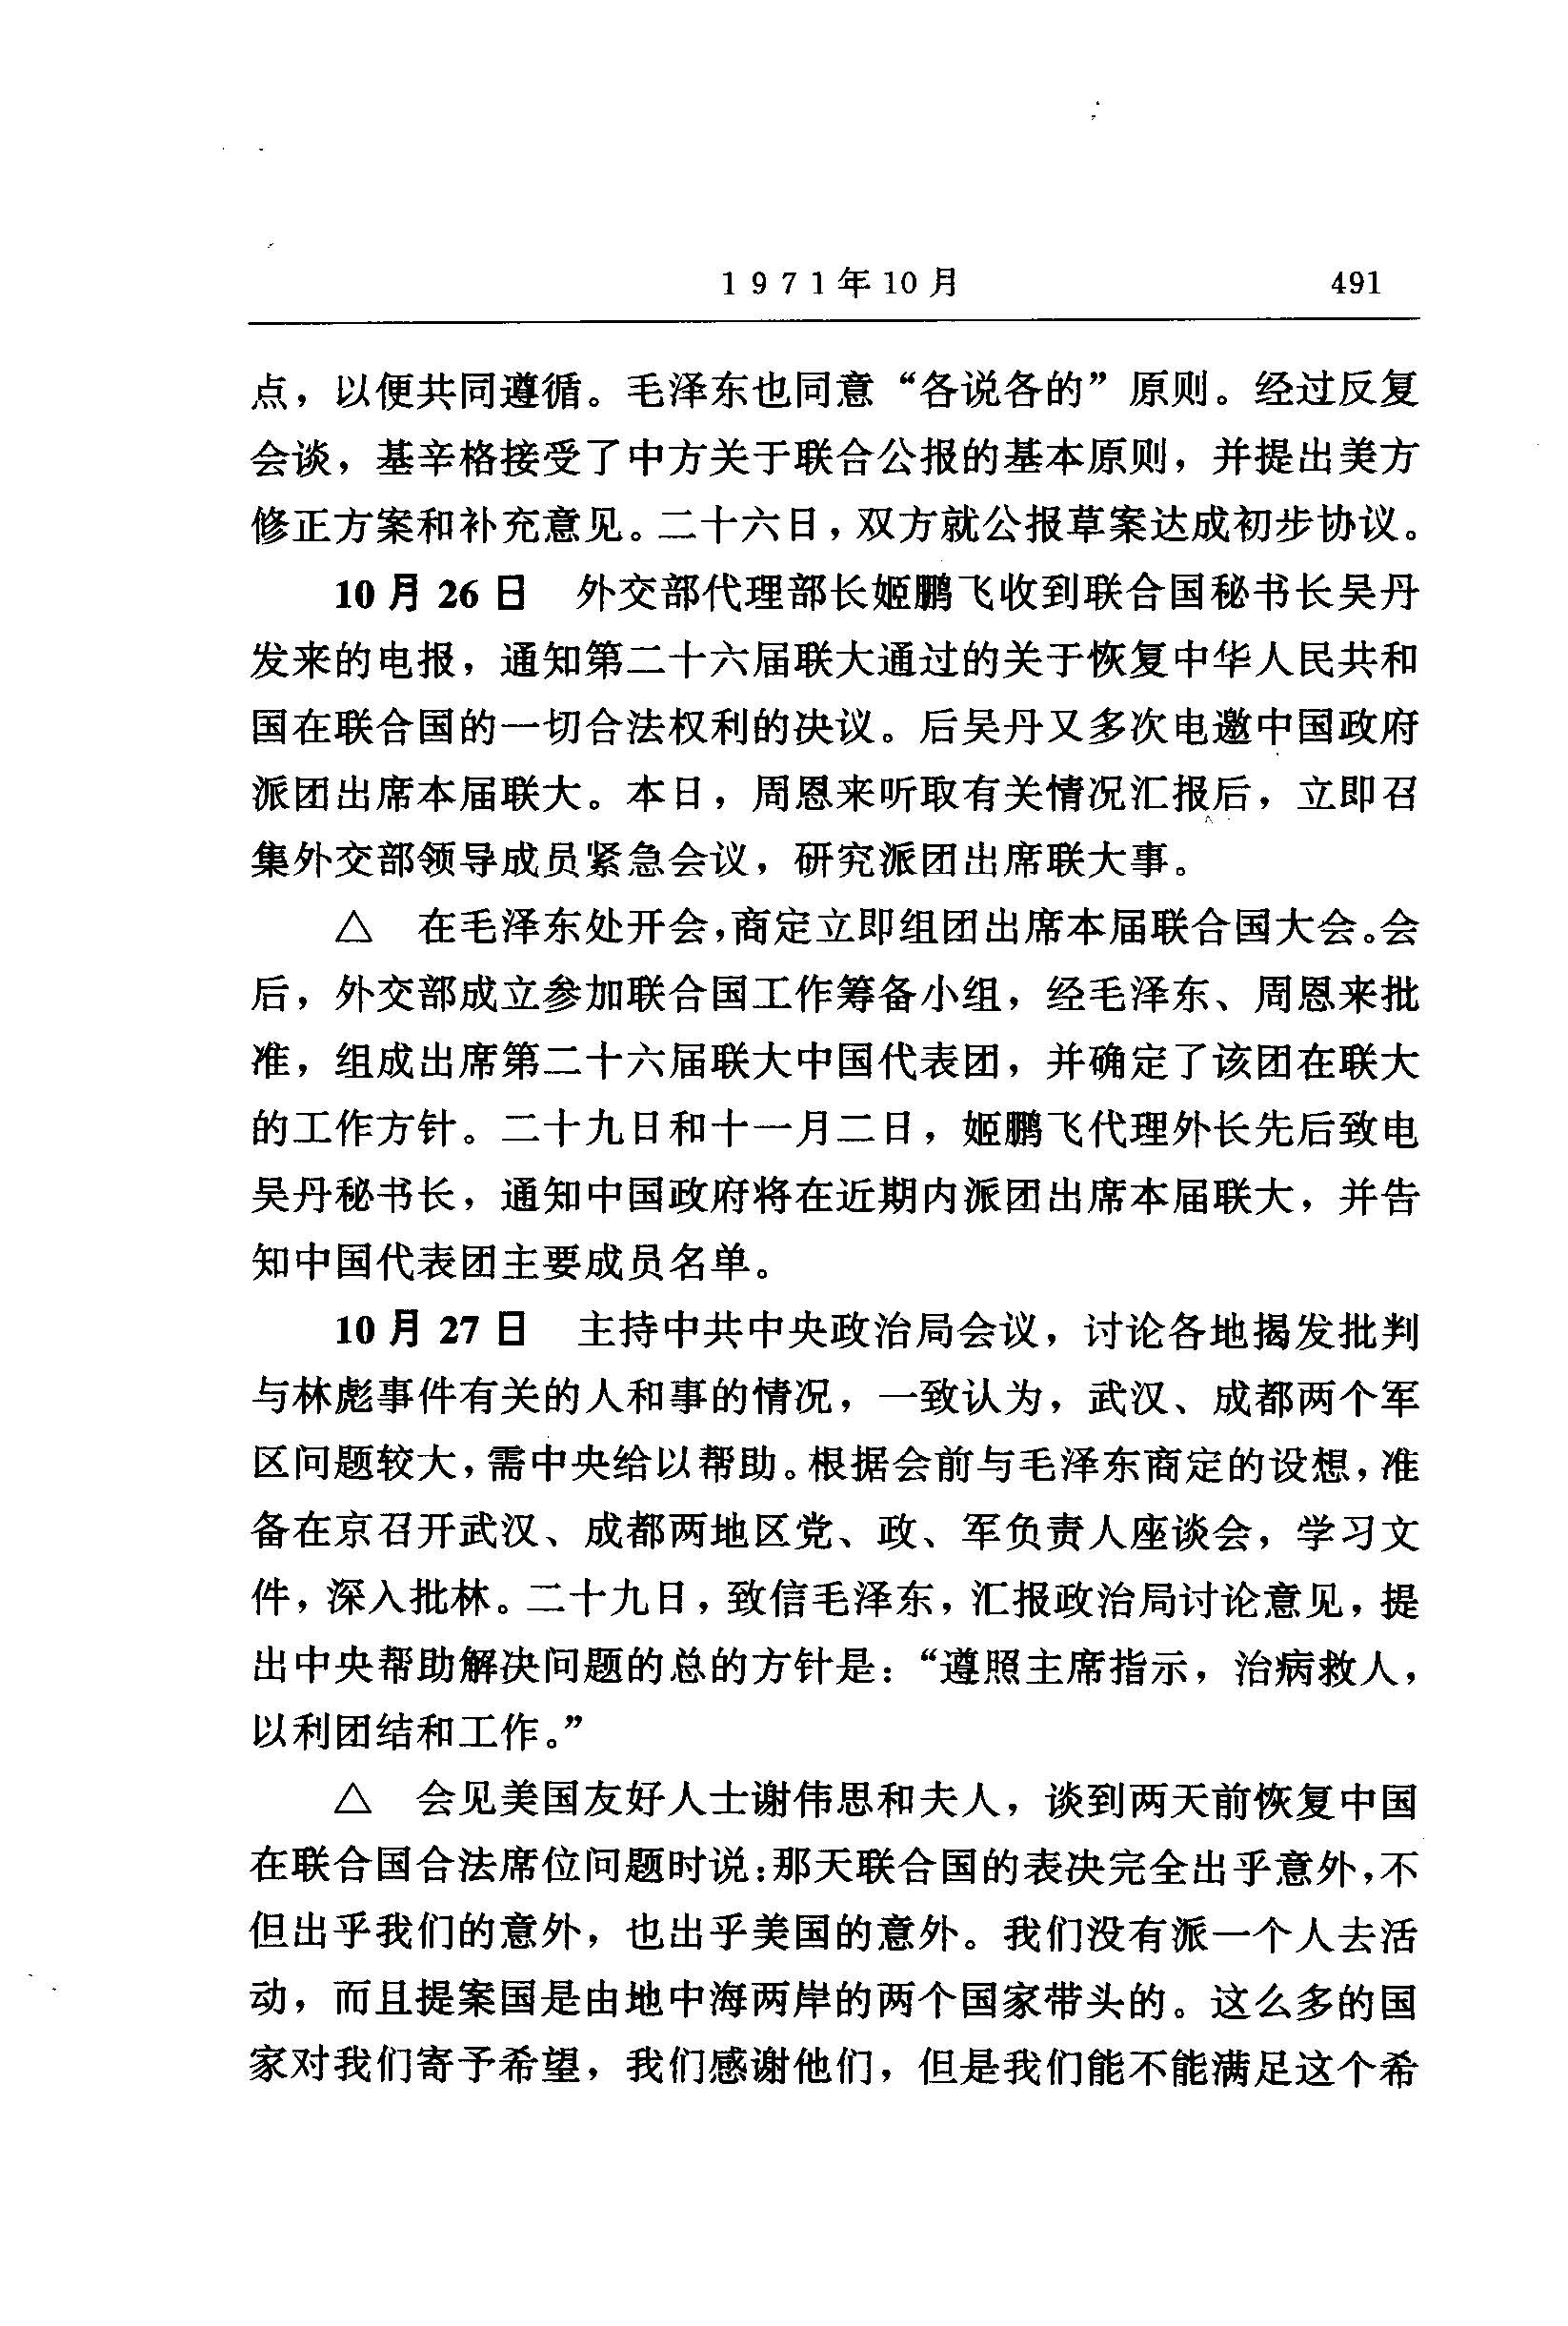 1971年10月 491
点，以便共同遵循。毛泽东也同意“各说各的”原则。经过反复
会谈，基辛格接受了中方关于联合公报的基本原则，并提出美方
修正方案和补充意见。二十六日，双方就公报草案达成初步协议。
10月26日 外交部代理部长姬鹏飞收到联合国秘书长吴丹
发来的电报，通知第二十六届联大通过的关于恢复中华人民共和
国在联合国的一切合法权利的决议。后吴丹又多次电邀中国政府
派团出席本届联大。本日，周恩来听取有关情况汇报后，立即召
集外交部领导成员紧急会议，研究派团出席联大事。
△ 在毛泽东处开会，商定立即组团出席本届联合国大会。会
后，外交部成立参加联合国工作筹备小组，经毛泽东、周恩来批
准，组成出席第二十六届联大中国代表团，并确定了该团在联大
的工作方针。二十九日和十一月二日，姬鹏飞代理外长先后致电
吴丹秘书长，通知中国政府将在近期内派团出席本届联大，并告
知中国代表团主要成员名单。
10月27日 主持中共中央政治局会议，讨论各地揭发批判
与林彪事件有关的人和事的情况，一致认为，武汉、成都两个军
区问题较大，需中央给以帮助。根据会前与毛泽东商定的设想，准
备在京召开武汉、成都两地区党、政、军负责人座谈会，学习文
件，深入批林。二十九日，致信毛泽东，汇报政治局讨论意见，提
出中央帮助解决问题的总的方针是：“遵照主席指示，治病救人，
以利团结和工作。”
△ 会见美国友好人士谢伟思和夫人，谈到两天前恢复中国
在联合国合法席位问题时说：那天联合国的表决完全出乎意外，不
但出乎我们的意外，也出乎美国的意外。我们没有派一个人去活
动，而且提案国是由地中海两岸的两个国家带头的。这么多的国
家对我们寄予希望，我们感谢他们，但是我们能不能满足这个希